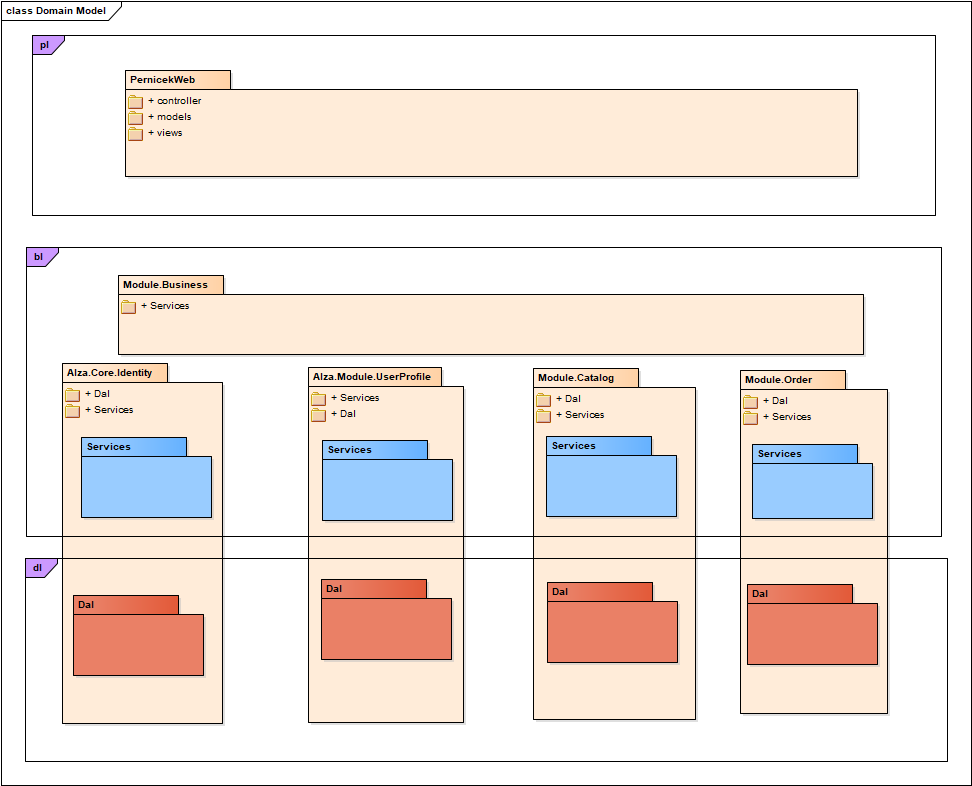 class Domain Model
pl
PernicekWeb
+ controller
+ models
+ views
bl
Module.Business
+ Services
Alza.Core.Identity
+ Dal
+ Services
Services
Alza.Module.UserProfile
+ Services
+ Dal
Services
Module.Catalog
+ Dal
+ Services
Services
Module.Order
+ Dal
+ Services
Services
dl
Dal
Dal
Dal
Dal